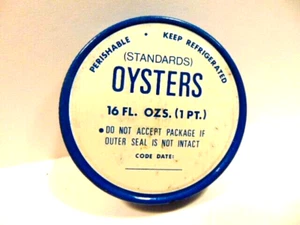 PERISHABLE • KEEP REFRIGERATED
(STANDARDS)
OYSTERS
16 FL. OZS. (1 PT.)
• DO NOT ACCEPT PACKAGE IF
OUTER SEAL IS NOT INTACT
CODE DATE: